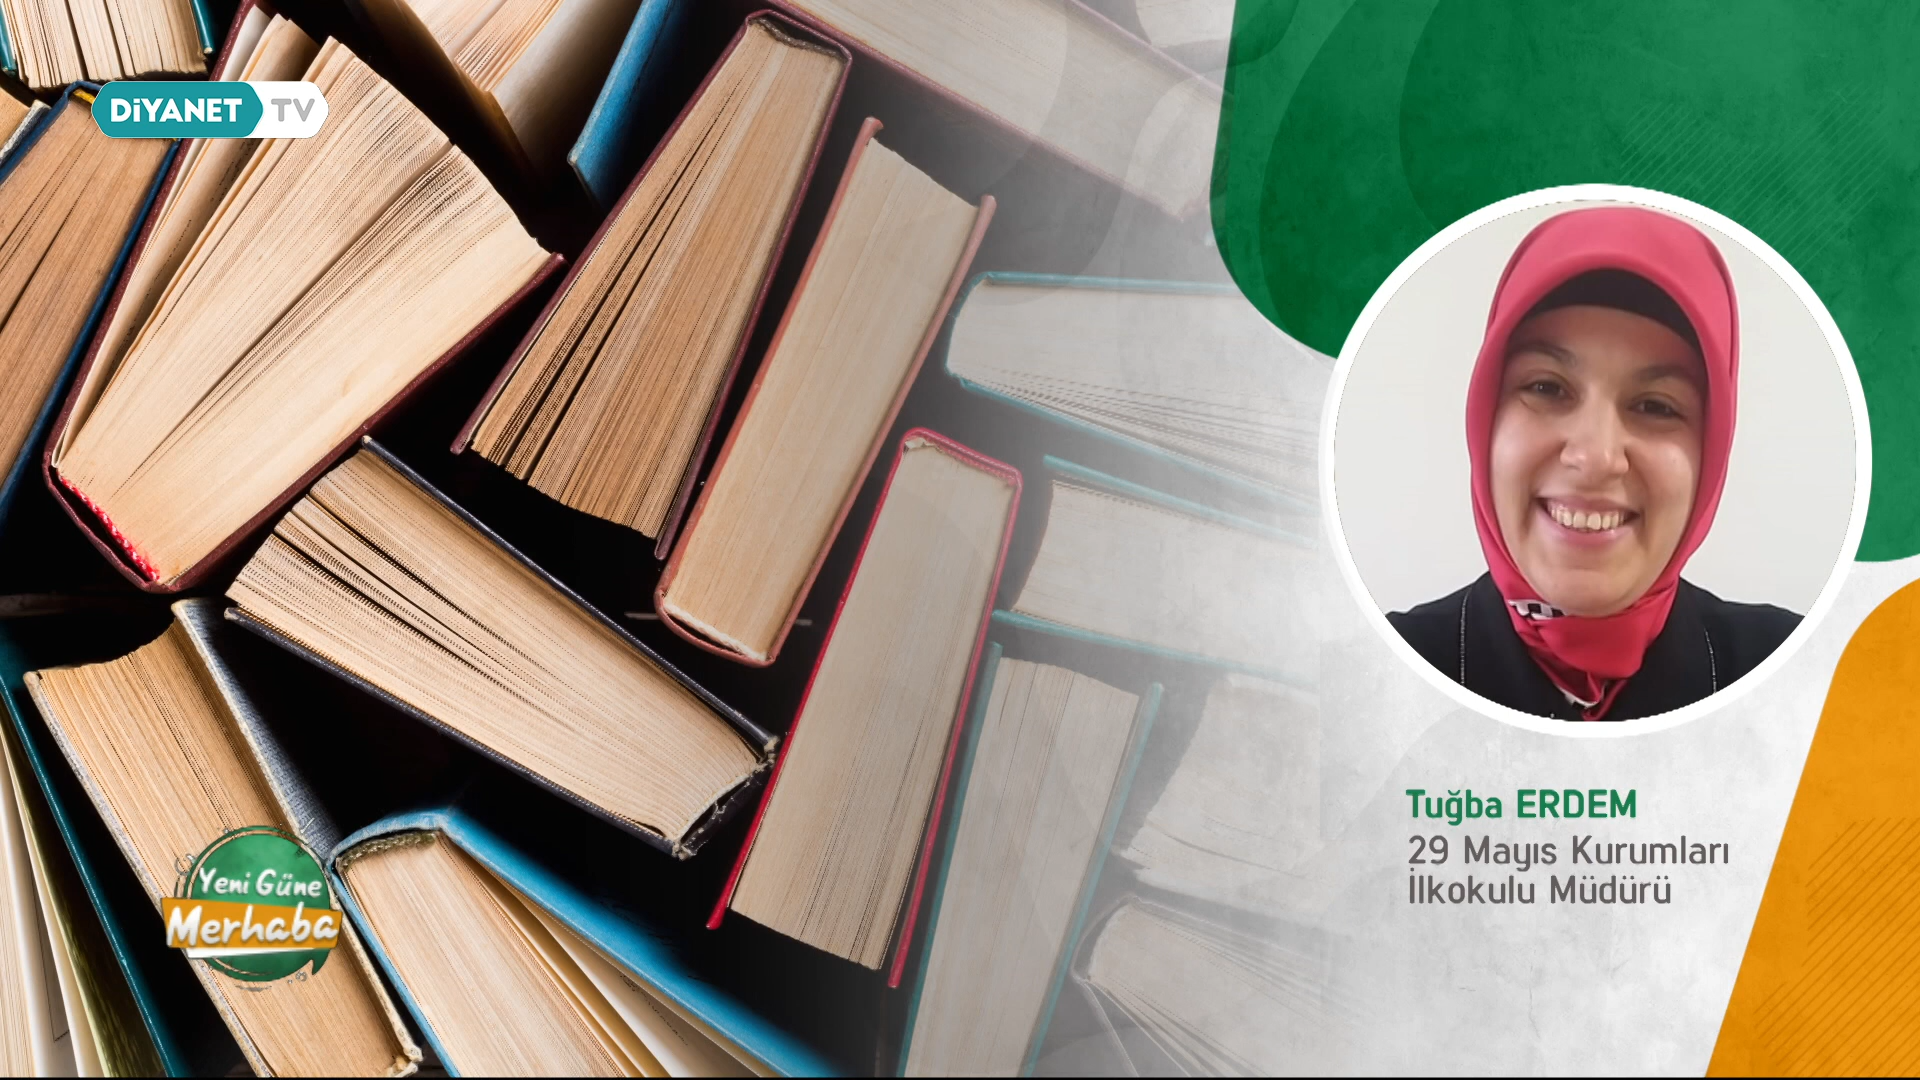 DİYANET TV
Tuğba ERDEM
29 Mayıs Kurumları
İlkokulu Müdürü
Yeni Güne
Merhaba